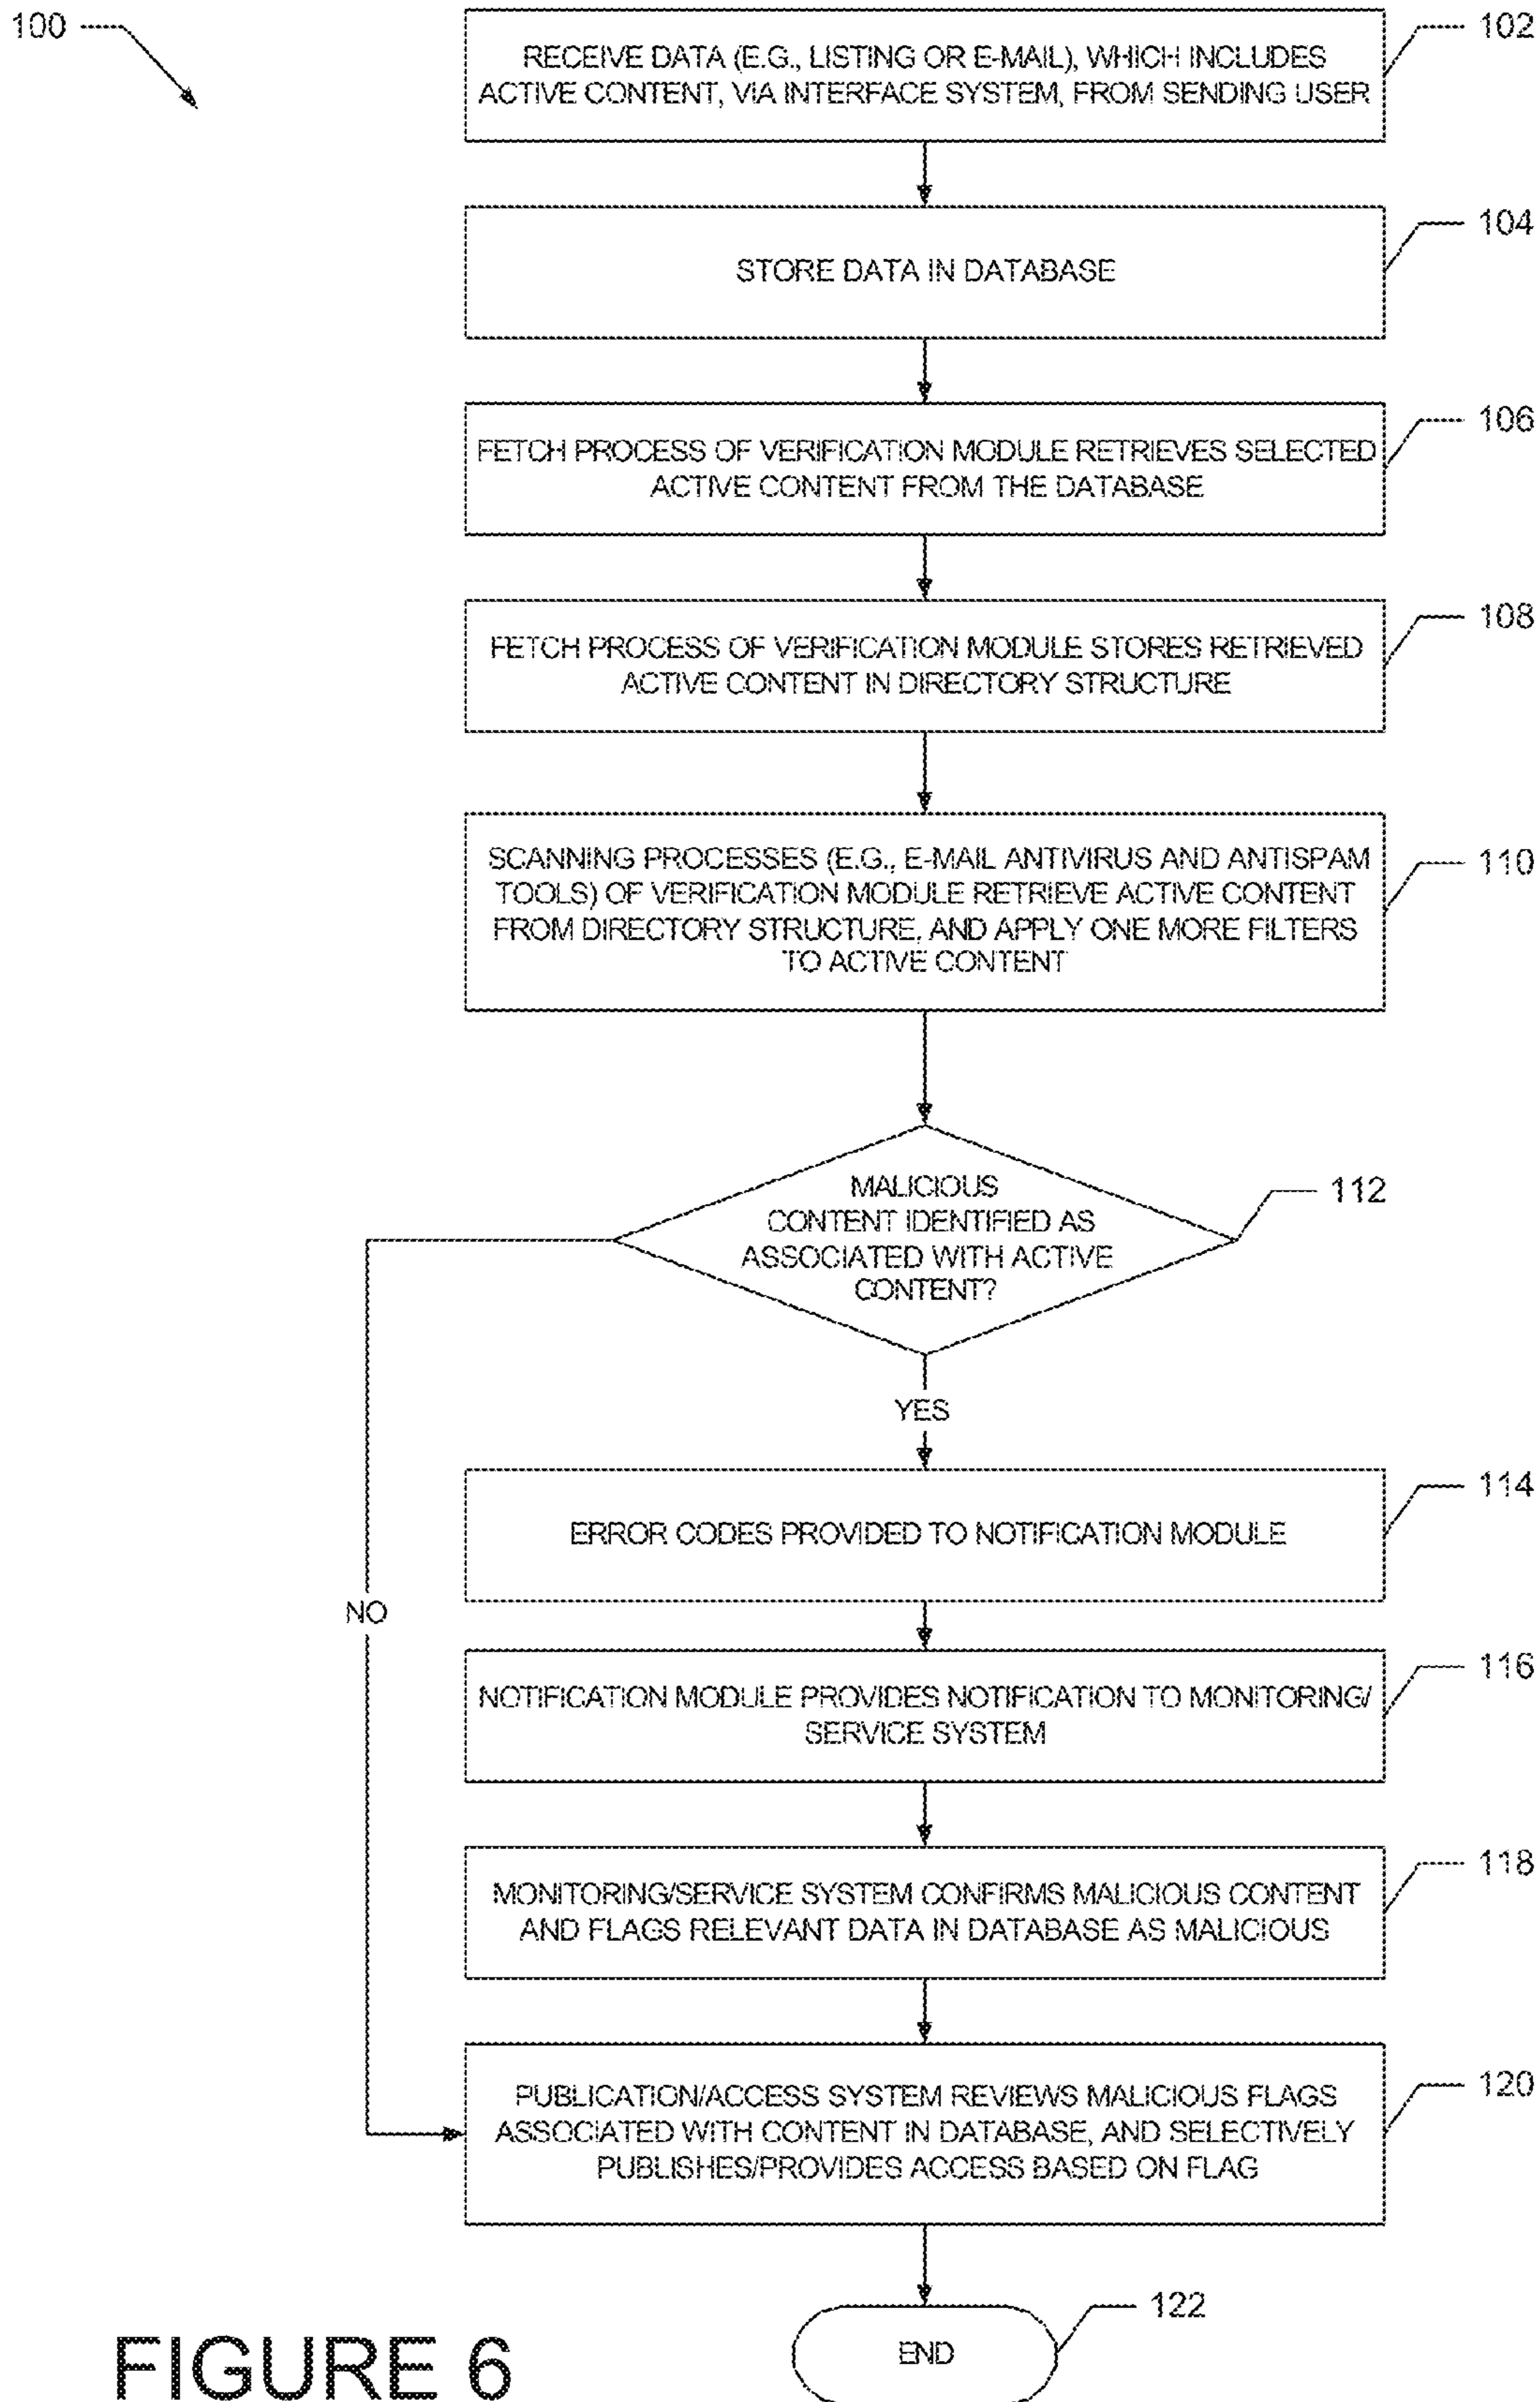 100
102
RECEIVE DATA (E.G., LISTING OR E-MAIL), WHICH INCLUDES
ACTIVE CONTENT, VIA INTERFACE SYSTEM, FROM SENDING USER
104
STORE DATA IN DATABASE
106
FETCH PROCESS OF VERIFICATION MODULE RETRIEVES SELECTED
ACTIVE CONTENT FROM THE DATABASE
108
FETCH PROCESS OF VERIFICATION MODULE STORES RETRIEVED
ACTIVE CONTENT IN DIRECTORY STRUCTURE
110
SCANNING PROCESSES (E.G., E-MAIL ANTIVIRUS AND ANTISPAM
TOOLS) OF VERIFICATION MODULE RETRIEVE ACTIVE CONTENT
FROM DIRECTORY STRUCTURE, AND APPLY ONE MORE FILTERS
TO ACTIVE CONTENT
112
MALICIOUS
CONTENT IDENTIFIED AS
ASSOCIATED WITH ACTIVE
CONTENT?
YES
114
ERROR CODES PROVIDED TO NOTIFICATION MODULE
NO
116
NOTIFICATION MODULE PROVIDES NOTIFICATION TO MONITORING/
SERVICE SYSTEM
118
MONITORING/SERVICE SYSTEM CONFIRMS MALICIOUS CONTENT
AND FLAGS RELEVANT DATA IN DATABASE AS MALICIOUS
120
PUBLICATION/ACCESS SYSTEM REVIEWS MALICIOUS FLAGS
ASSOCIATED WITH CONTENT IN DATABASE, AND SELECTIVELY
PUBLISHES/PROVIDES ACCESS BASED ON FLAG
122
END
FIGURE 6